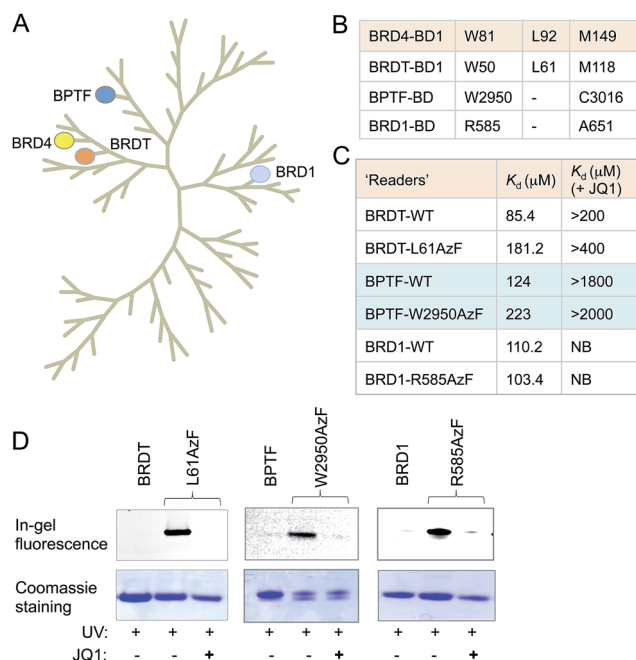 A
BPTF
BRD4
BRDT
BRD1
B
BRD4-BD1 W81 L92 M149
BRDT-BD1 W50 L61 M118
BPTF-BD W2950 - C3016
BRD1-BD R585 - A651
C
'Readers' Kd (μM) Kd (μM) (+ JQ1)
BRDT-WT 85.4 >200
BRDT-L61AzF 181.2 >400
BPTF-WT 124 >1800
BPTF-W2950AzF 223 >2000
BRD1-WT 110.2 NB
BRD1-R585AzF 103.4 NB
D
BRDT L61AzF BPTF W2950AzF BRD1 R585AzF
In-gel
fluorescence
Coomassie
staining
UV: + + + + + + + + +
JQ1: - - + - - + - - +